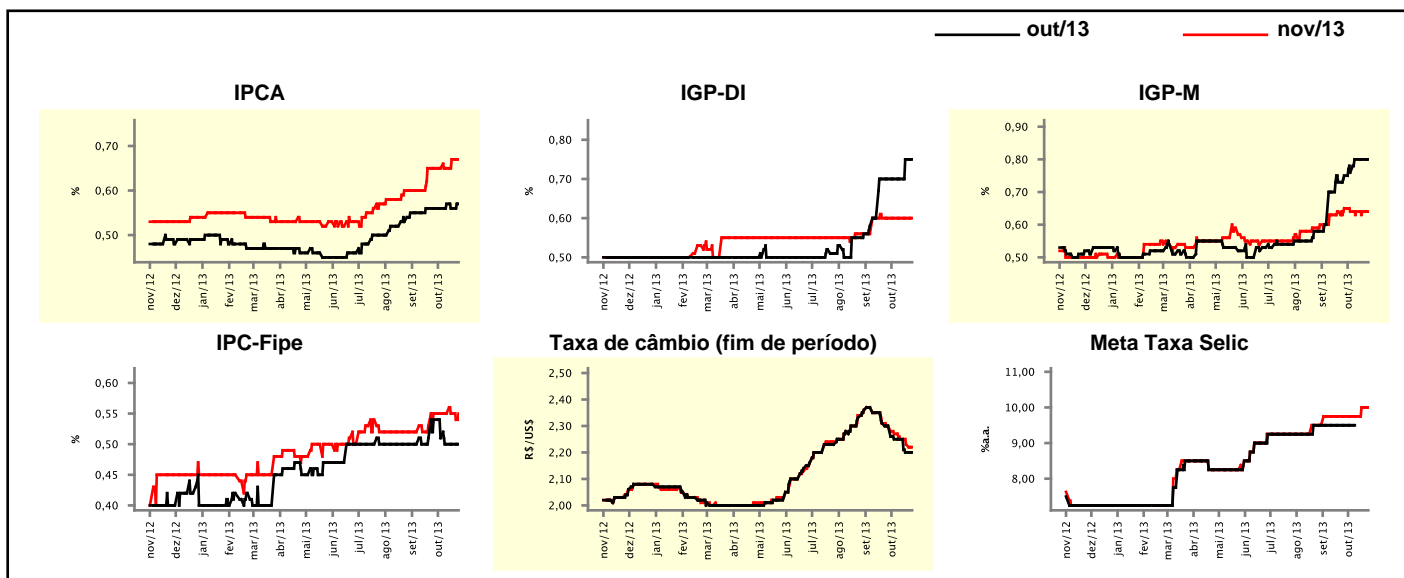 out/13 nov/13
IPCA IGP-DI IGP-M
%
0,70
0,60
0,50
nov/12 dez/12 jan/13 fev/13 mar/13 abr/13 mai/13 jun/13 jul/13 ago/13 set/13 out/13
%
0,80
0,70
0,60
0,50
nov/12 dez/12 jan/13 fev/13 mar/13 abr/13 mai/13 jun/13 jul/13 ago/13 set/13 out/13
%
0,90
0,80
0,70
0,60
0,50
nov/12 dez/12 jan/13 fev/13 mar/13 abr/13 mai/13 jun/13 jul/13 ago/13 set/13 out/13
IPC-Fipe Taxa de câmbio (fim de período) Meta Taxa Selic
%
0,60
0,55
0,50
0,45
0,40
nov/12 dez/12 jan/13 fev/13 mar/13 abr/13 mai/13 jun/13 jul/13 ago/13 set/13 out/13
R$/US$
2,50
2,40
2,30
2,20
2,10
2,00
nov/12 dez/12 jan/13 fev/13 mar/13 abr/13 mai/13 jun/13 jul/13 ago/13 set/13 out/13
%a.a.
11,00
10,00
9,00
8,00
nov/12 dez/12 jan/13 fev/13 mar/13 abr/13 mai/13 jun/13 jul/13 ago/13 set/13 out/13